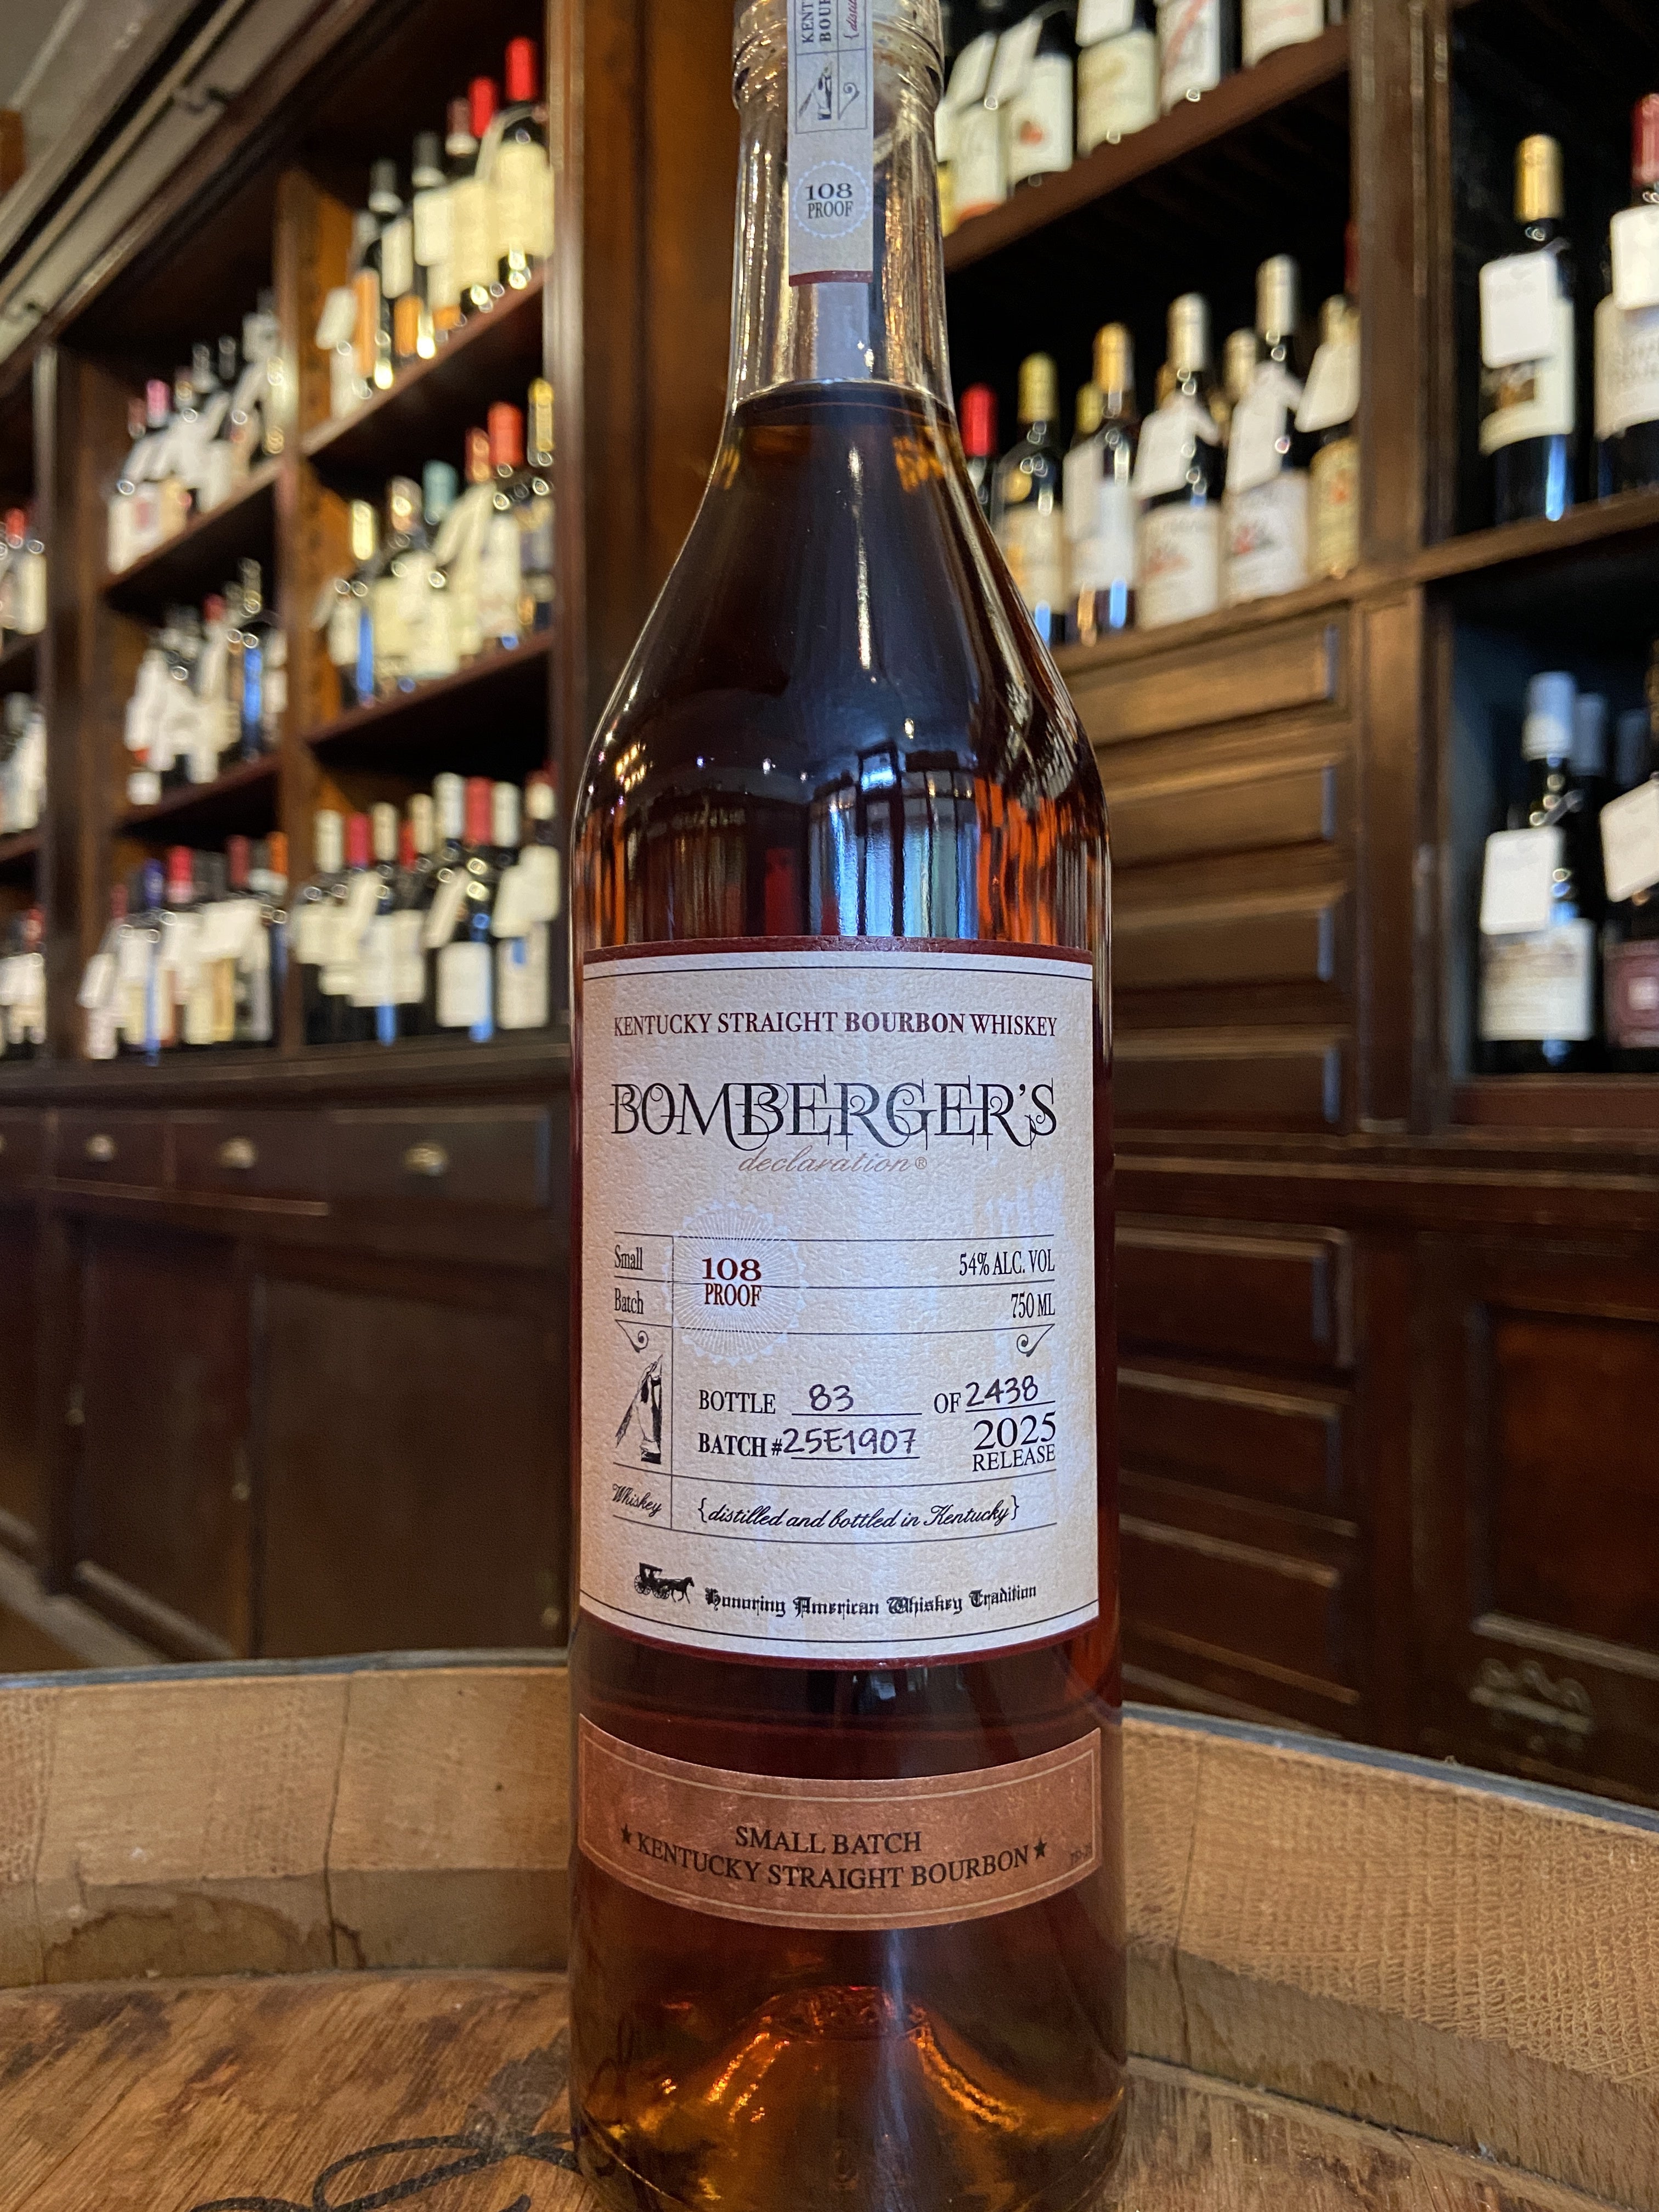 KENT
BOUR
108
PROOF
KENTUCKY STRAIGHT BOURBON WHISKEY
BOMBERGER'S
declaration®
Small
Batch
108
PROOF
54% ALC. VOL
750 ML
BOTTLE 83 OF 2438
BATCH # 25E1907
2025
RELEASE
Whiskey
{distilled and bottled in Kentucky}
Honoring American Whiskey Tradition
SMALL BATCH
★ KENTUCKY STRAIGHT BOURBON ★